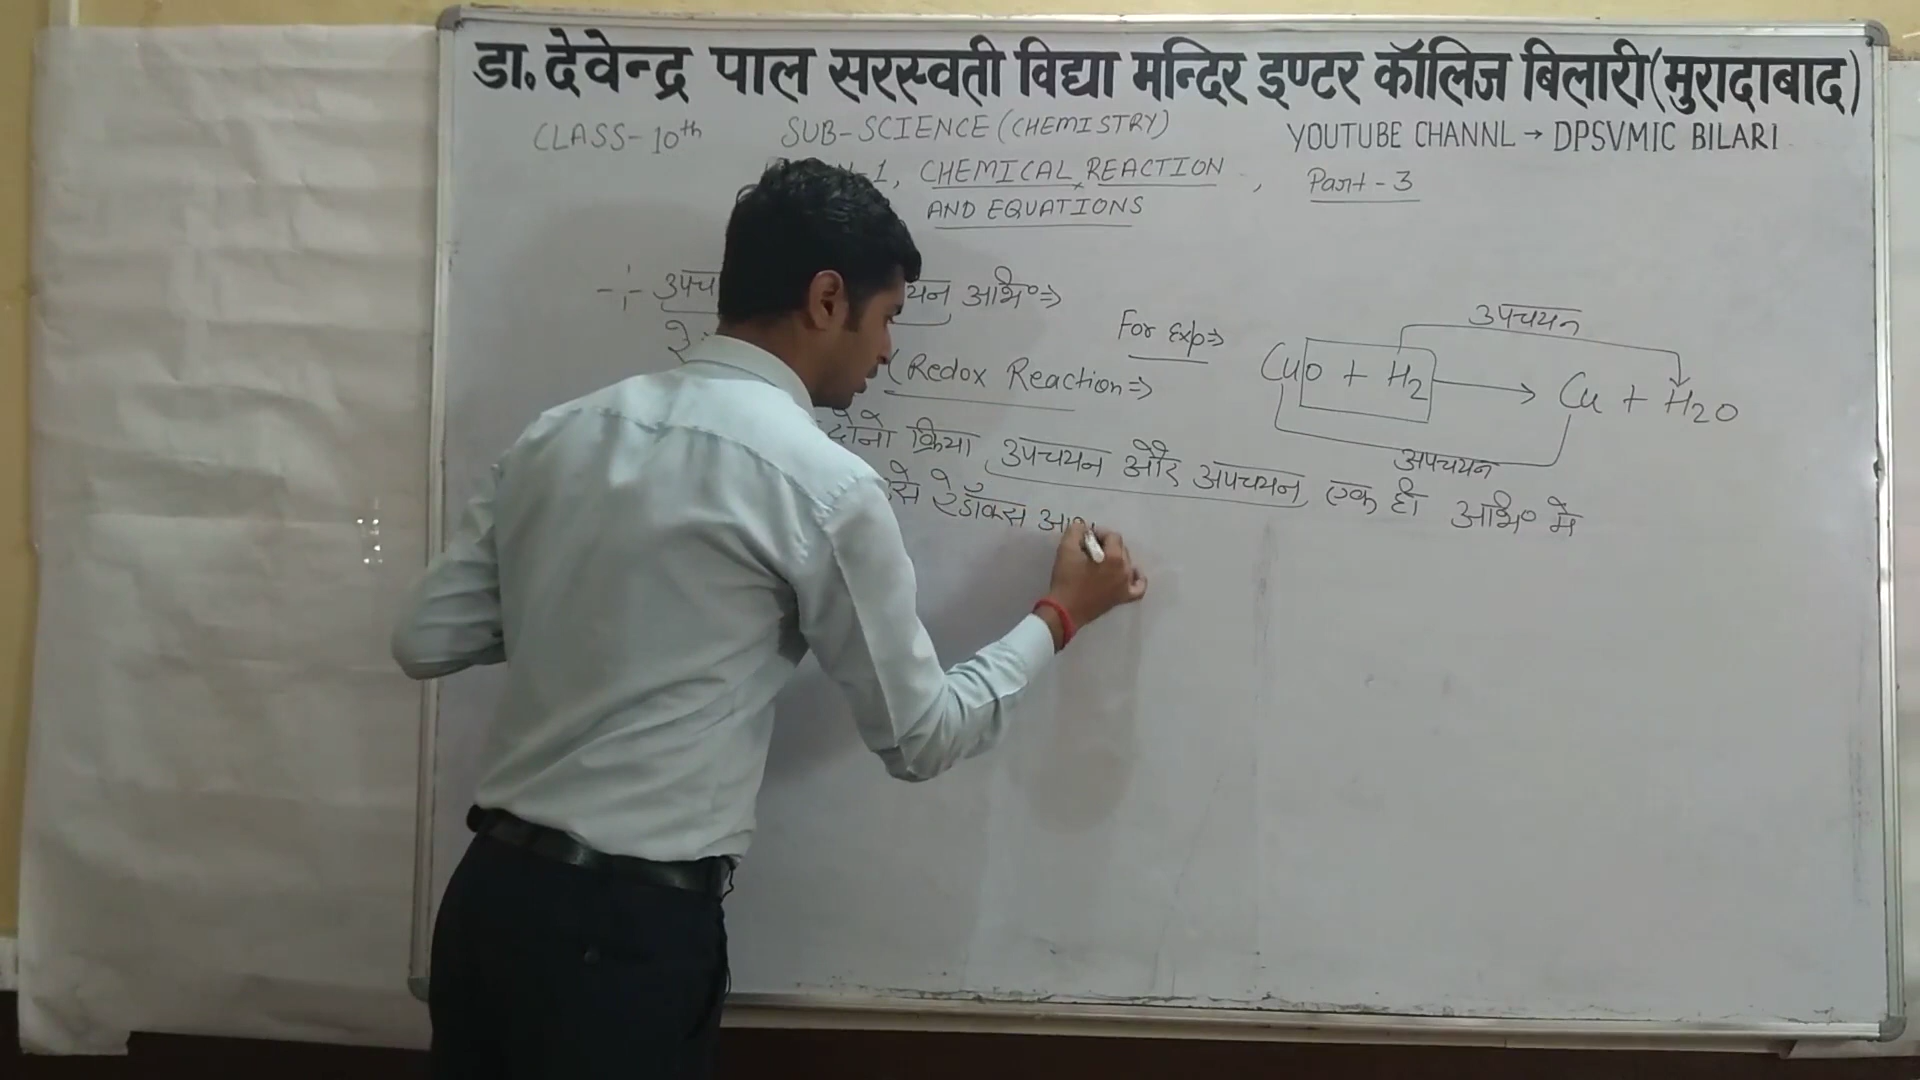 डा. देवेन्द्र पाल सरस्वती विद्या मन्दिर इण्टर कॉलिज बिलारी(मुरादाबाद)
CLASS-10th SUB-SCIENCE (CHEMISTRY) YOUTUBE CHANNL → DPSVMIC BILARI
-1, CHEMICAL REACTION , Part-3
AND EQUATIONS
उपच यन अभि° ⇒
(Redox Reaction ⇒
For Exp ⇒
उपचयन
CuO + H2 → Cu + H2O
अपचयन
दोनो क्रिया उपचयन और अपचयन एक ही अभि° मे
से रेडॉक्स